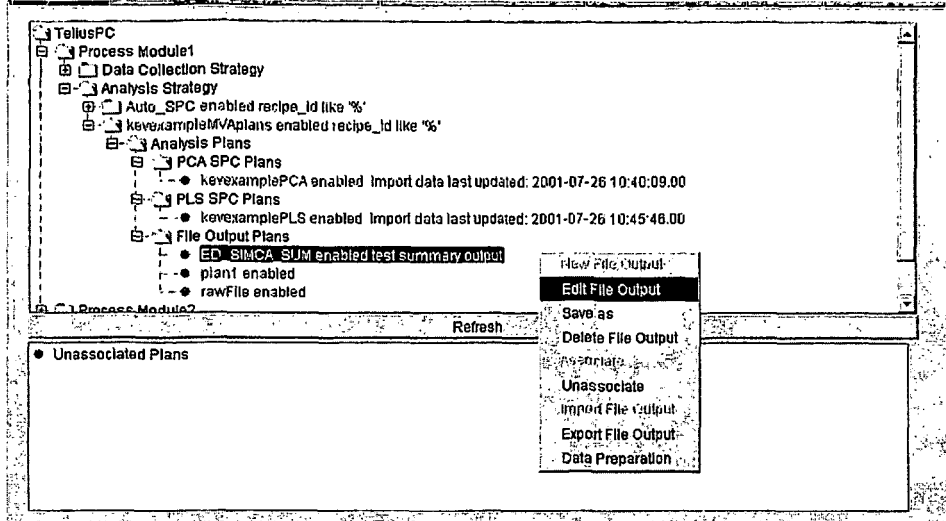 TeliusPC
Process Module1
Data Collection Strategy
Analysis Strategy
Auto_SPC enabled recipe_id like '%'
kevexampleMVAplans enabled recipe_id like '%'
Analysis Plans
PCA SPC Plans
kevexamplePCA enabled Import data last updated: 2001-07-26 10:40:09.00
PLS SPC Plans
kevexamplePLS enabled Import data last updated: 2001-07-26 10:45:46.00
File Output Plans
ED_SIMCA_SUM enabled test summary output
plan1 enabled
rawFile enabled
Process Module2
Refresh
Unassociated Plans
New File Output
Edit File Output
Save as
Delete File Output
Associate
Unassociate
Import File Output
Export File Output
Data Preparation